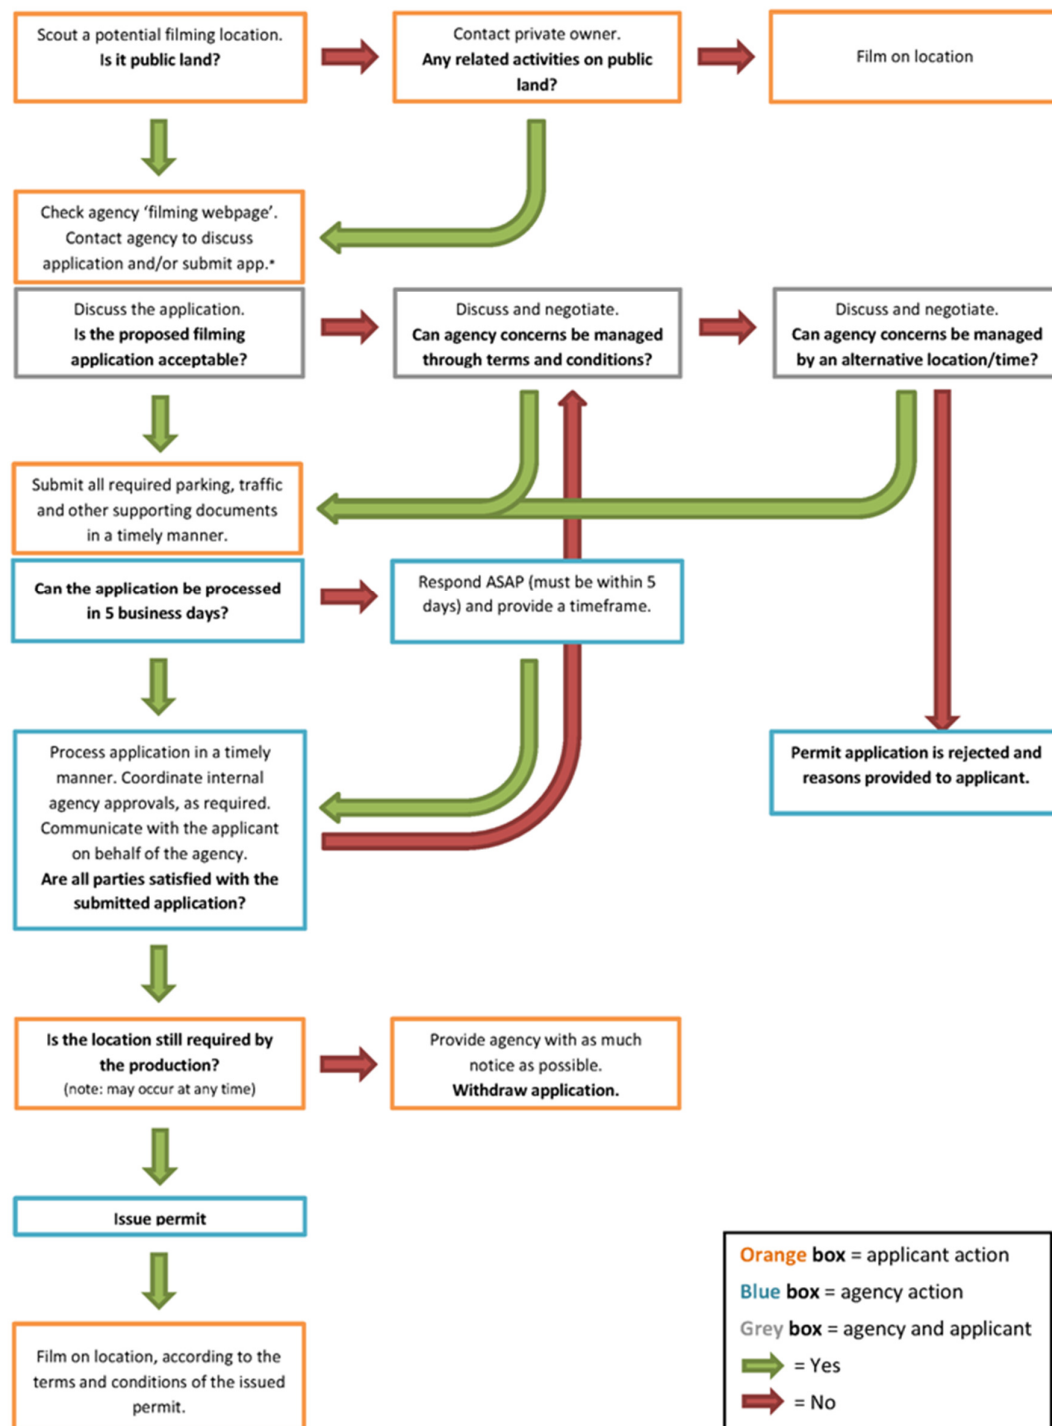 Scout a potential filming location.
Is it public land?
Contact private owner.
Any related activities on public
land?
Film on location
Check agency ‘filming webpage’.
Contact agency to discuss
application and/or submit app.*
Discuss the application.
Is the proposed filming
application acceptable?
Discuss and negotiate.
Can agency concerns be managed
through terms and conditions?
Discuss and negotiate.
Can agency concerns be managed
by an alternative location/time?
Submit all required parking, traffic
and other supporting documents
in a timely manner.
Can the application be processed
in 5 business days?
Respond ASAP (must be within 5
days) and provide a timeframe.
Process application in a timely
manner. Coordinate internal
agency approvals, as required.
Communicate with the applicant
on behalf of the agency.
Are all parties satisfied with the
submitted application?
Permit application is rejected and
reasons provided to applicant.
Is the location still required by
the production?
(note: may occur at any time)
Provide agency with as much
notice as possible.
Withdraw application.
Issue permit
Film on location, according to the
terms and conditions of the issued
permit.
Orange box = applicant action
Blue box = agency action
Grey box = agency and applicant
= Yes
= No